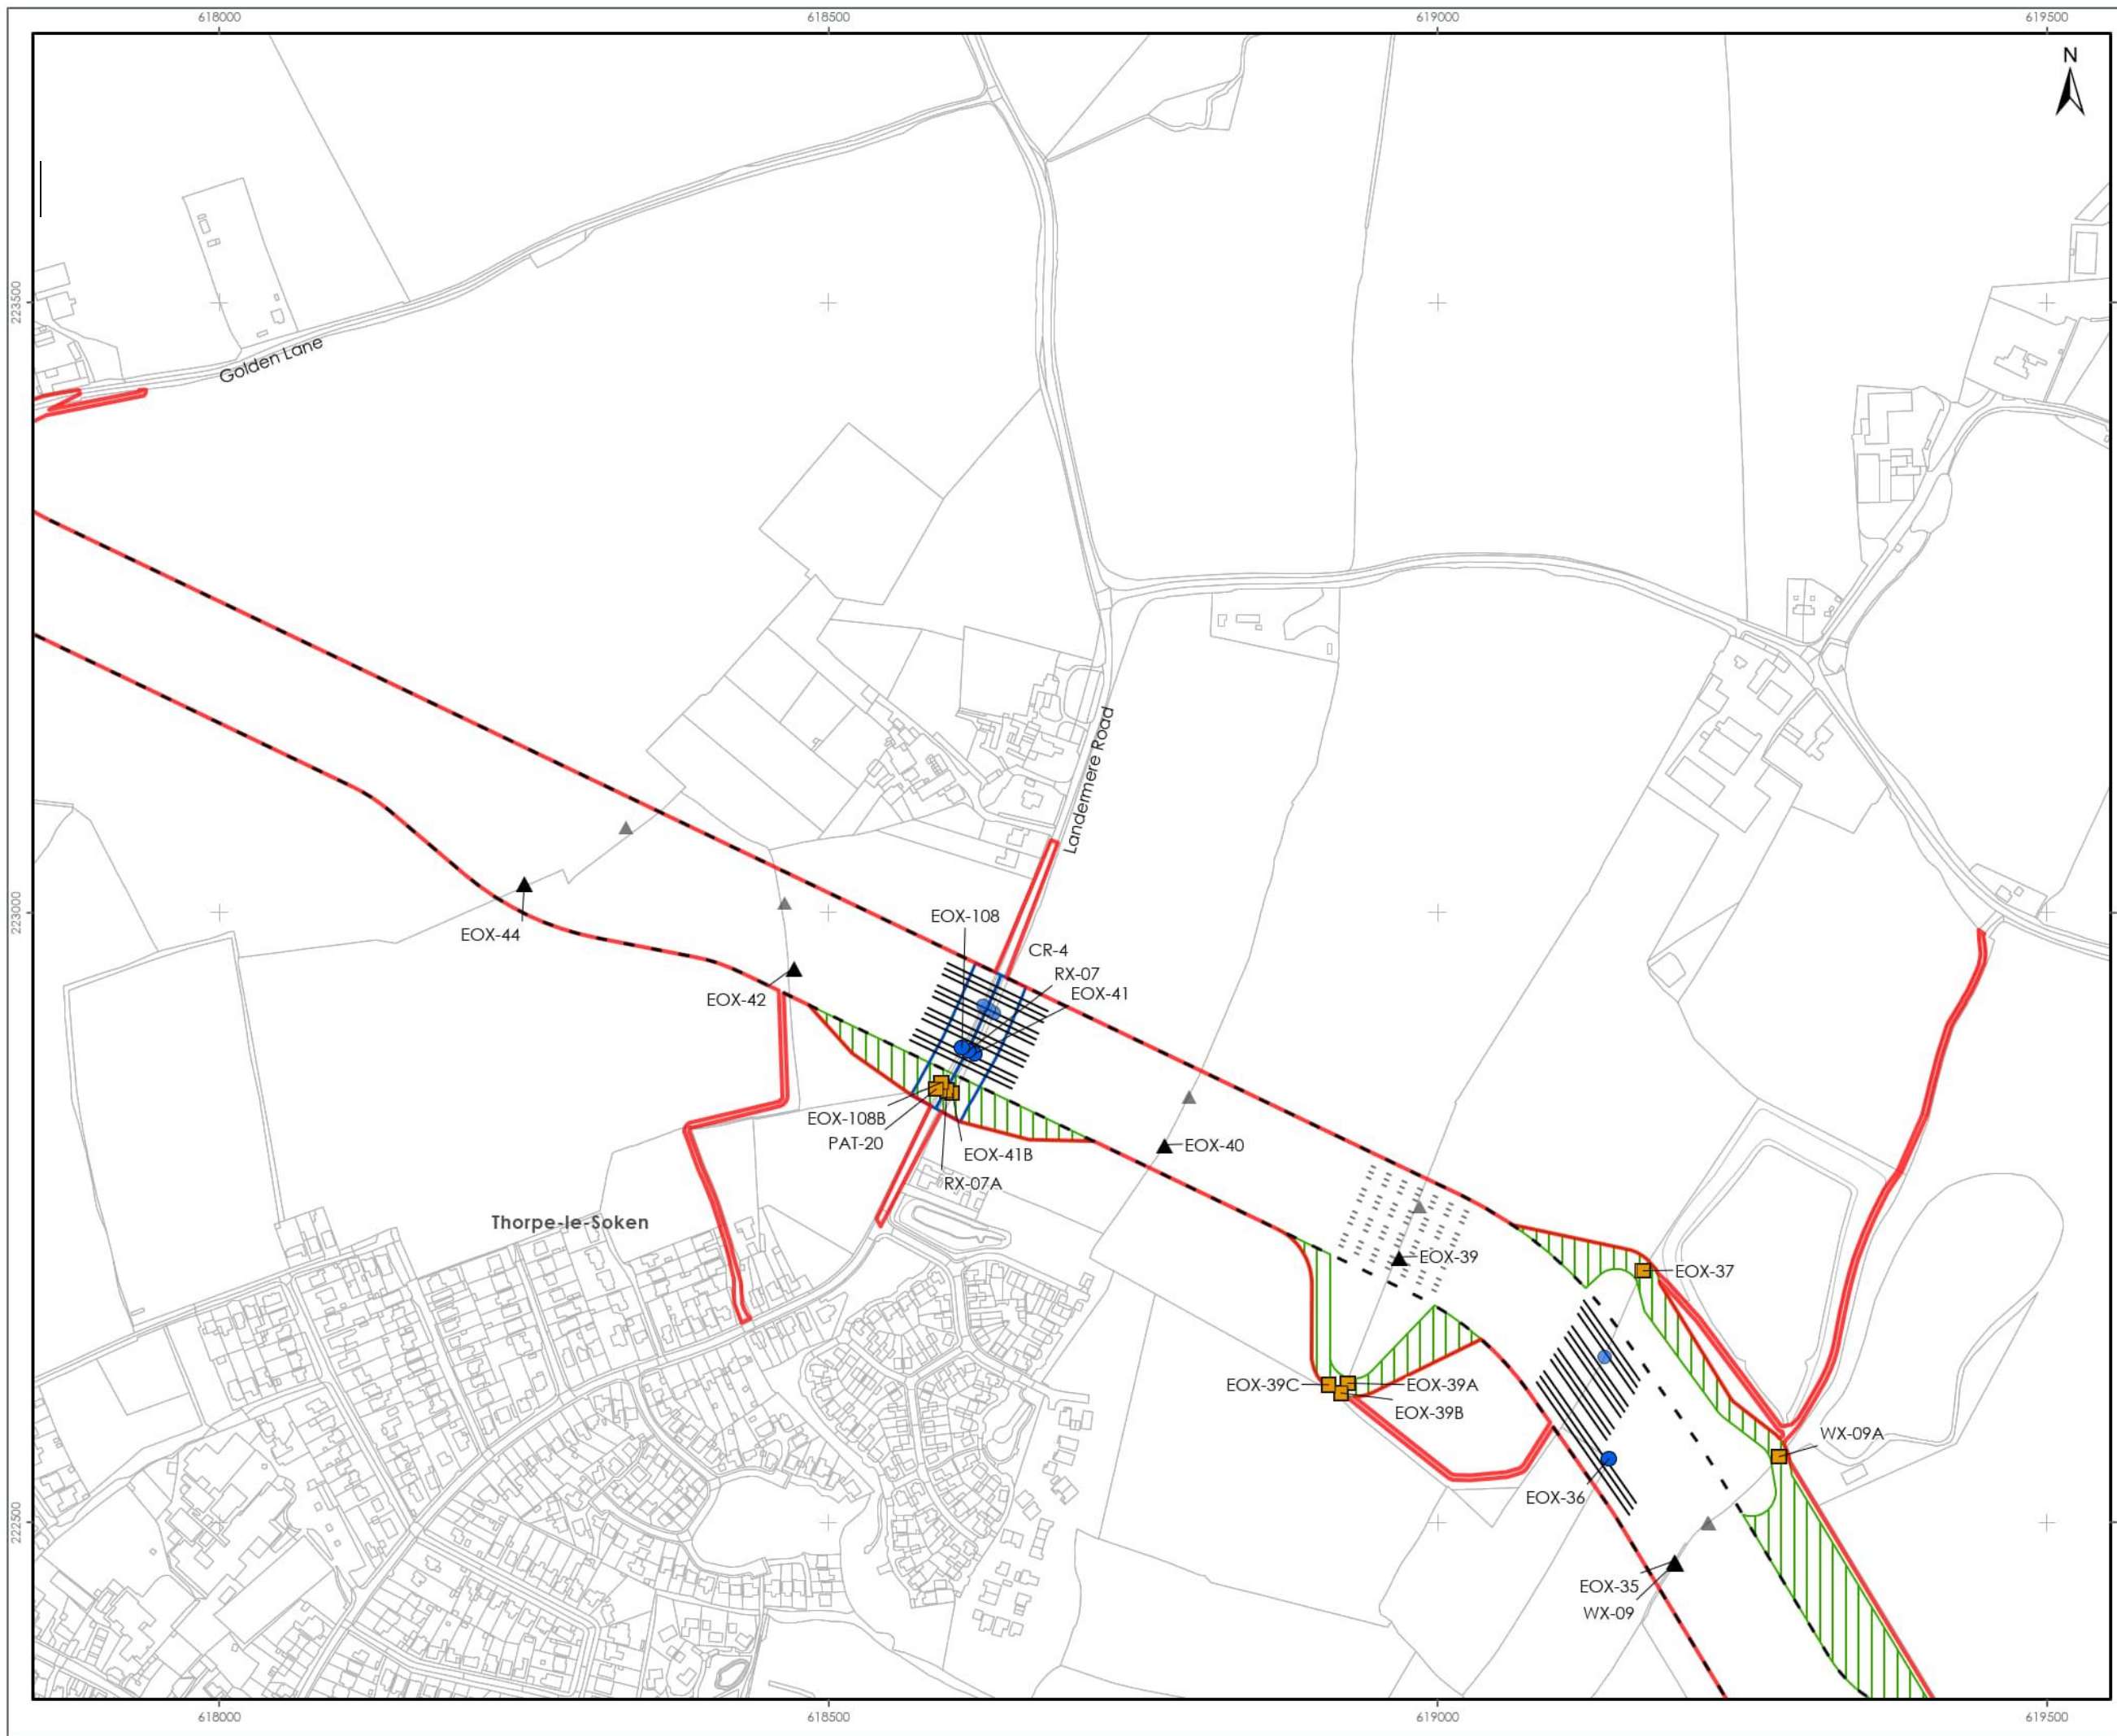 618000
618500
619000
619500
N
223500
Golden Lane
Landermere Road
223000
EOX-108
EOX-44
CR-4
RX-07
EOX-42
EOX-41
EOX-108B
PAT-20
EOX-41B
EOX-40
RX-07A
Thorpe-le-Soken
EOX-39
EOX-37
EOX-39C
EOX-39A
EOX-39B
WX-09A
EOX-36
222500
EOX-35
WX-09
618000
618500
619000
619500